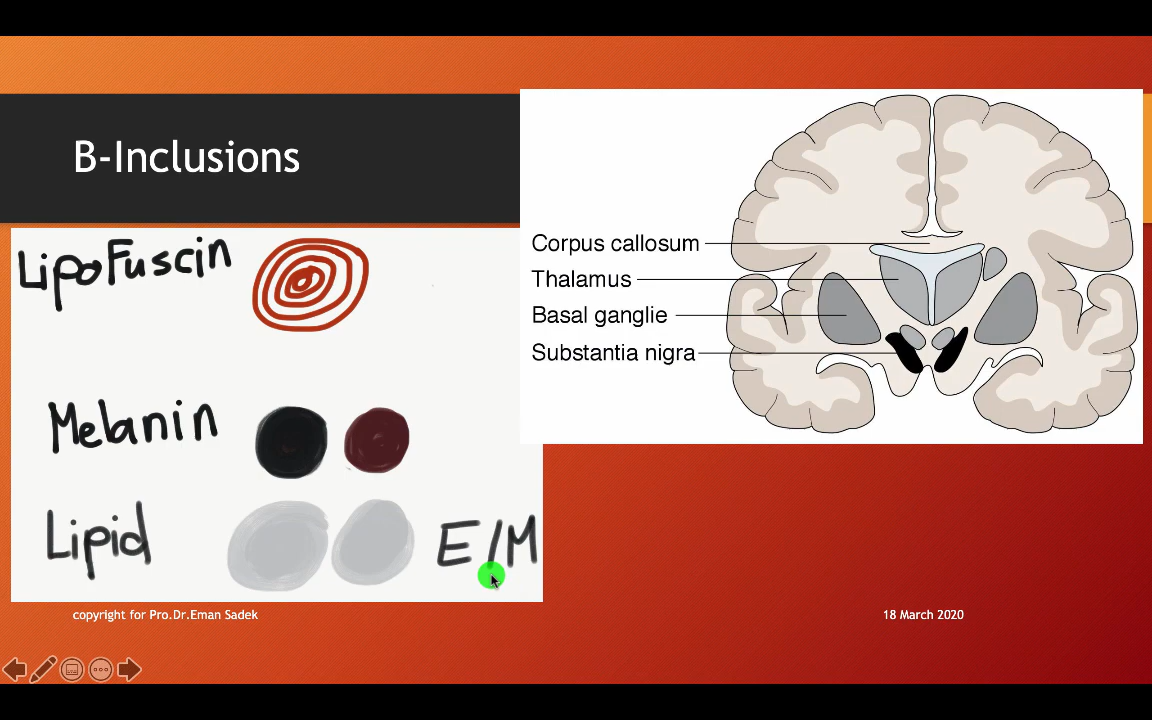 B-Inclusions
LipoFuscin
Melanin
Lipid
E/M
Corpus callosum
Thalamus
Basal ganglie
Substantia nigra
copyright for Pro.Dr.Eman Sadek
18 March 2020